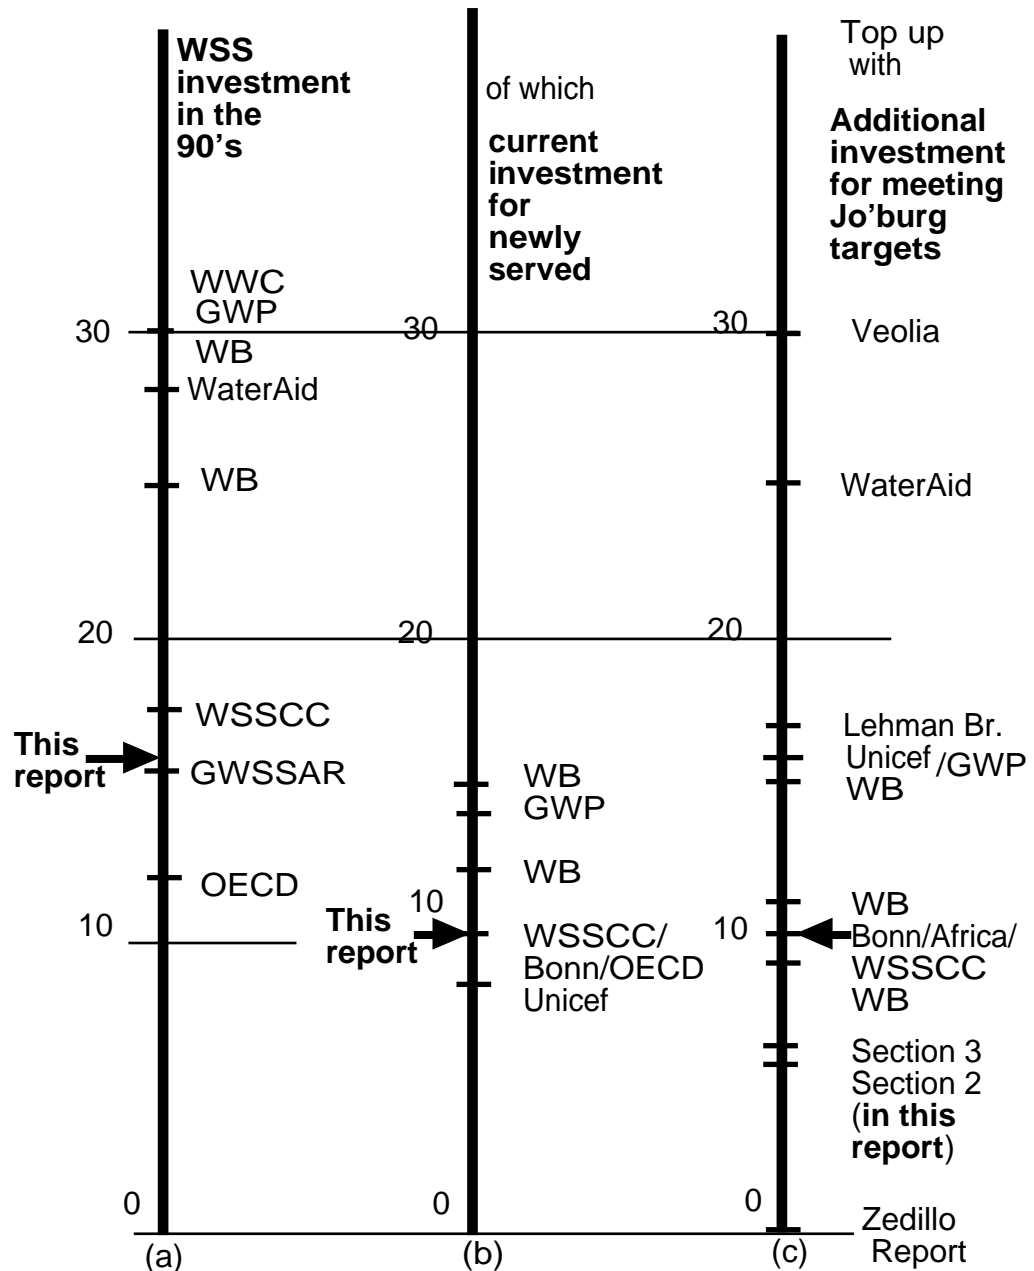 WSS
investment
in the
90's
WWC
GWP
30
WB
WaterAid
WB
20
WSSCC
This
report
GWSSAR
OECD
10
0
(a)
of which
current
investment
for
newly
served
30
20
WB
GWP
WB
10
This
report
WSSCC/
Bonn/OECD
Unicef
0
(b)
Top up
with
Additional
investment
for meeting
Jo'burg
targets
30
Veolia
WaterAid
20
Lehman Br.
Unicef /GWP
WB
WB
10
Bonn/Africa/
WSSCC
WB
Section 3
Section 2
(in this
report)
0
Zedillo
Report
(c)